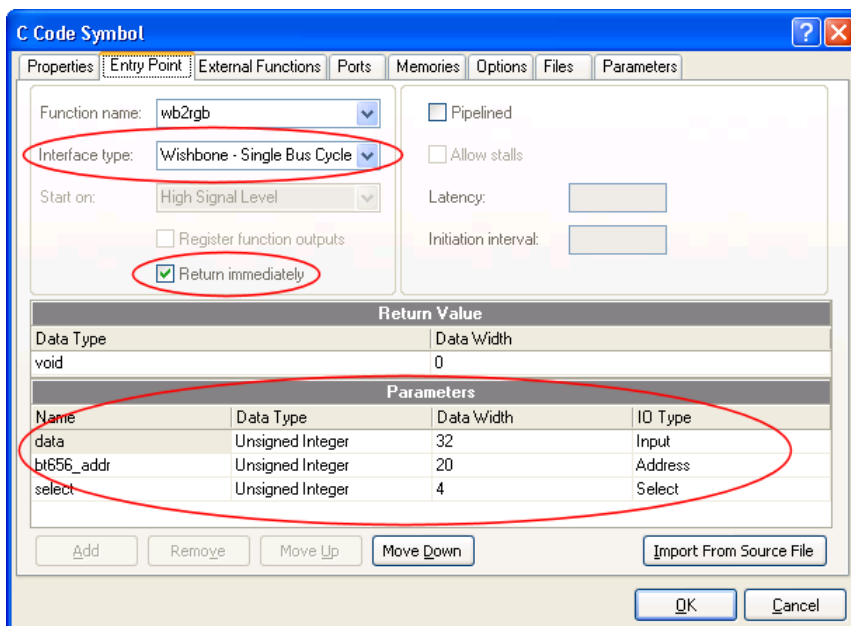 C Code Symbol
Properties Entry Point External Functions Ports Memories Options Files Parameters
Function name: wb2rgb
Interface type: Wishbone - Single Bus Cycle
Start on: High Signal Level
Register function outputs
Return immediately
Pipelined
Allow stalls
Latency:
Initiation interval:
Return Value
Data Type Data Width
void 0
Parameters
Name Data Type Data Width IO Type
data Unsigned Integer 32 Input
bt656_addr Unsigned Integer 20 Address
select Unsigned Integer 4 Select
Add Remove Move Up Move Down Import From Source File
OK Cancel